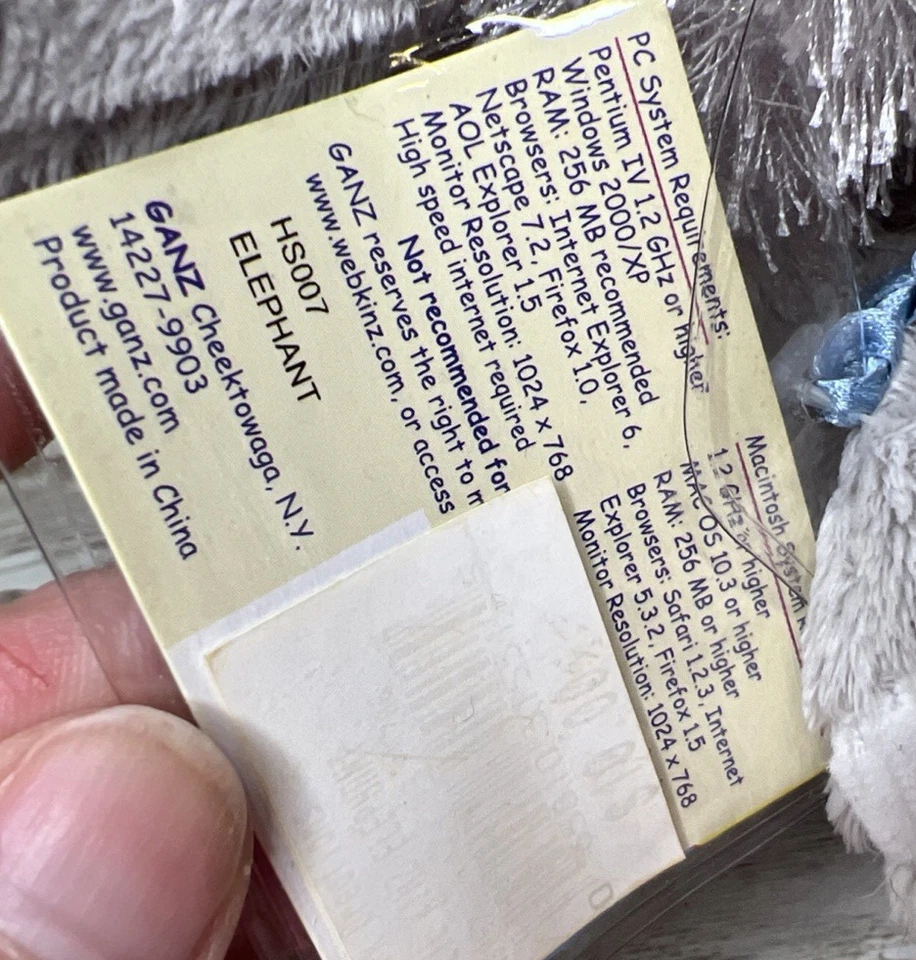 PC System Requirements:
Pentium IV 1.2 GHz or higher
Windows 2000/XP
RAM: 256 MB recommended
Browsers: Internet Explorer 6,
Netscape 7.2, Firefox 1.0,
AOL Explorer 1.5
Monitor Resolution: 1024 x 768
High speed internet required
Macintosh System
1.2 GHz or higher
MAC OS 10.3 or higher
RAM: 256 MB or higher
Browsers: Safari 1.2.3, Internet
Explorer 5.3.2, Firefox 1.5
Monitor Resolution: 1024 x 768
Not recommended for
GANZ reserves the right to
www.webkinz.com, or access
HS007
ELEPHANT
GANZ Cheektowaga, N.Y.
14227-9903
www.ganz.com
Product made in China